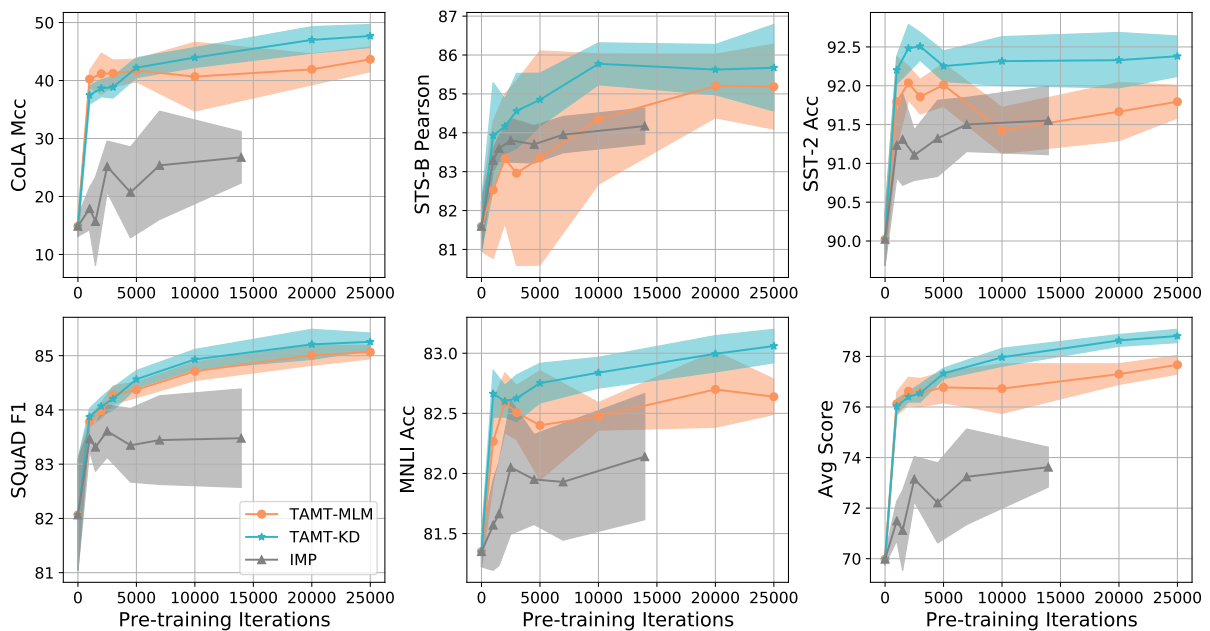 CoLA Mcc
50
40
30
20
10
0 5000 10000 15000 20000 25000
STS-B Pearson
87
86
85
84
83
82
81
0 5000 10000 15000 20000 25000
SST-2 Acc
92.5
92.0
91.5
91.0
90.5
90.0
0 5000 10000 15000 20000 25000
SQuAD F1
85
84
83
82
81
TAMT-MLM
TAMT-KD
IMP
0 5000 10000 15000 20000 25000
Pre-training Iterations
MNLI Acc
83.0
82.5
82.0
81.5
0 5000 10000 15000 20000 25000
Pre-training Iterations
Avg Score
78
76
74
72
70
0 5000 10000 15000 20000 25000
Pre-training Iterations